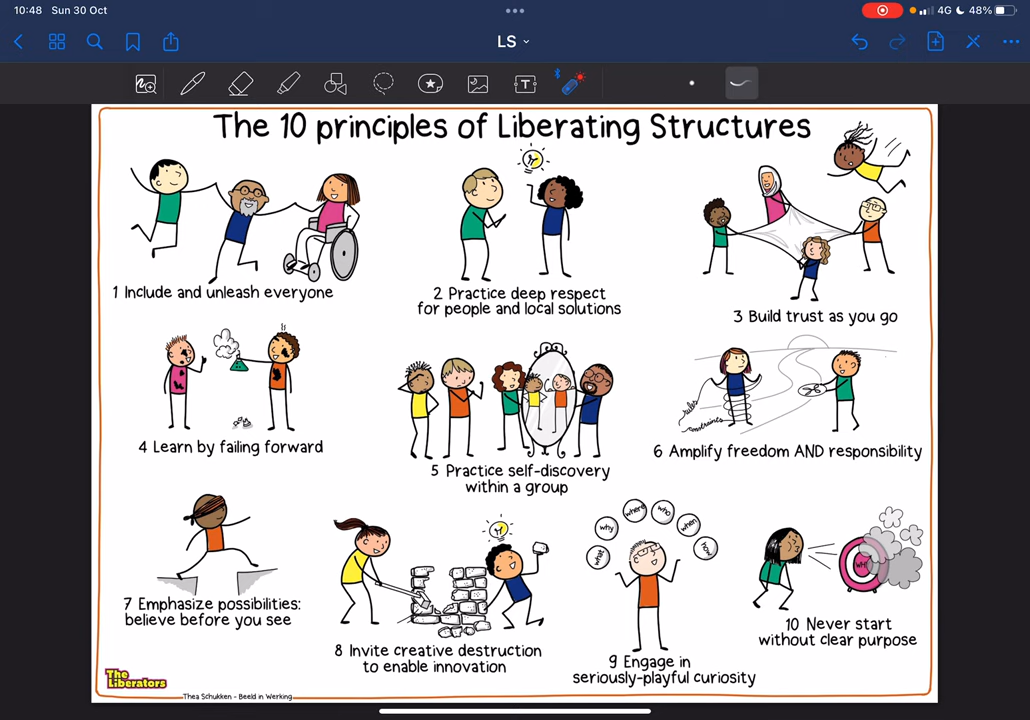 10:48 Sun 30 Oct
4G 48%
LS
T
The 10 principles of Liberating Structures
1 Include and unleash everyone
2 Practice deep respect
for people and local solutions
3 Build trust as you go
4 Learn by failing forward
5 Practice self-discovery
within a group
rules
constraints
6 Amplify freedom AND responsibility
7 Emphasize possibilities:
believe before you see
8 Invite creative destruction
to enable innovation
what
why
where
who
when
how
9 Engage in
seriously-playful curiosity
10 Never start
without clear purpose
The
Liberators
Thea Schukken - Beeld in Werking